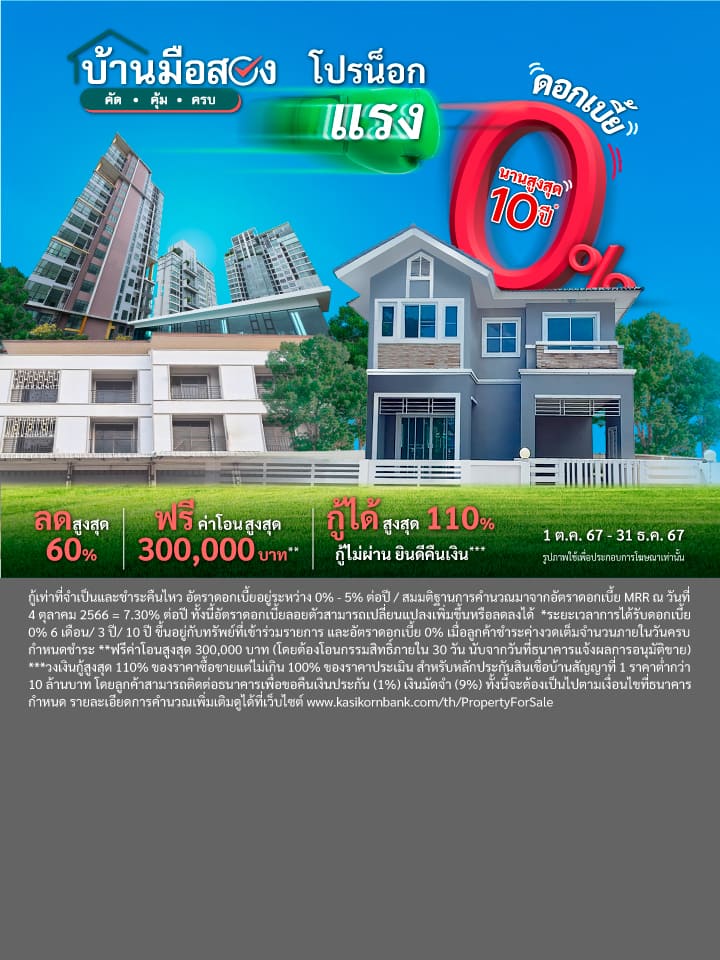 บ้านมือสอง
คัด • คุ้ม • ครบ
โปรน็อก
แรง
ดอกเบี้ย
0%
นานสูงสุด
10ปี*
ลดสูงสุด
60%
ฟรี ค่าโอน สูงสุด
300,000 บาท**
กู้ได้ สูงสุด 110%
กู้ไม่ผ่าน ยินดีคืนเงิน***
1 ต.ค. 67 - 31 ธ.ค. 67
รูปภาพใช้เพื่อประกอบการโฆษณาเท่านั้น
กู้เท่าที่จำเป็นและชำระคืนไหว อัตราดอกเบี้ยอยู่ระหว่าง 0% - 5% ต่อปี / สมมติฐานการคำนวณมาจากอัตราดอกเบี้ย MRR ณ วันที่
4 ตุลาคม 2566 = 7.30% ต่อปี ทั้งนี้อัตราดอกเบี้ยลอยตัวสามารถเปลี่ยนแปลงเพิ่มขึ้นหรือลดลงได้ *ระยะเวลาการได้รับดอกเบี้ย
0% 6 เดือน/ 3 ปี/ 10 ปี ขึ้นอยู่กับทรัพย์ที่เข้าร่วมรายการ และอัตราดอกเบี้ย 0% เมื่อลูกค้าชำระค่างวดเต็มจำนวนภายในวันครบ
กำหนดชำระ **ฟรีค่าโอนสูงสุด 300,000 บาท (โดยต้องโอนกรรมสิทธิ์ภายใน 30 วัน นับจากวันที่ธนาคารแจ้งผลการอนุมัติขาย)
***วงเงินกู้สูงสุด 110% ของราคาซื้อขายแต่ไม่เกิน 100% ของราคาประเมิน สำหรับหลักประกันสินเชื่อบ้านสัญญาที่ 1 ราคาต่ำกว่า
10 ล้านบาท โดยลูกค้าสามารถติดต่อธนาคารเพื่อขอคืนเงินประกัน (1%) เงินมัดจำ (9%) ทั้งนี้จะต้องเป็นไปตามเงื่อนไขที่ธนาคาร
กำหนด รายละเอียดการคำนวณเพิ่มเติมดูได้ที่เว็บไซต์ www.kasikornbank.com/th/PropertyForSale